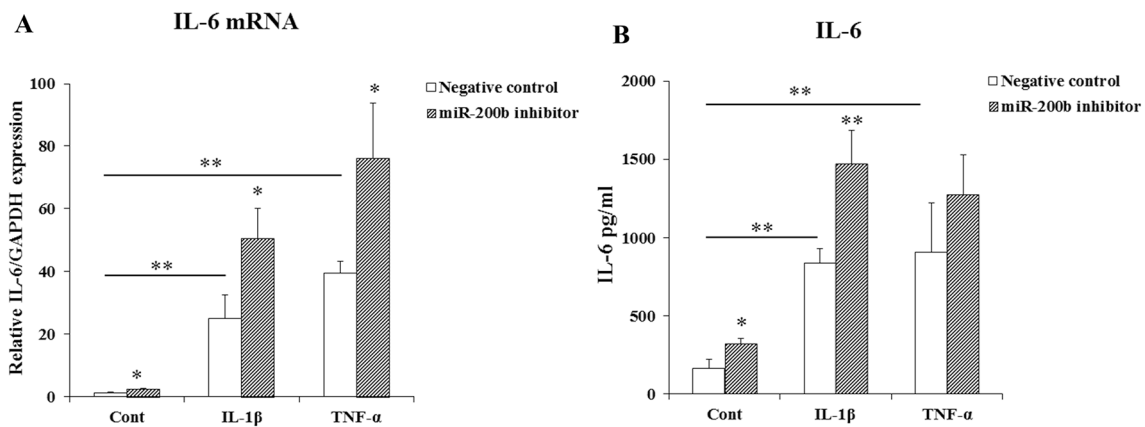 A
IL-6 mRNA
Relative IL-6/GAPDH expression
100
80
60
40
20
0
**
**
*
*
*
Cont
IL-1β
TNF-α
Negative control
miR-200b inhibitor
B
IL-6
IL-6 pg/ml
2000
1500
1000
500
0
**
**
**
*
Cont
IL-1β
TNF-α
Negative control
miR-200b inhibitor